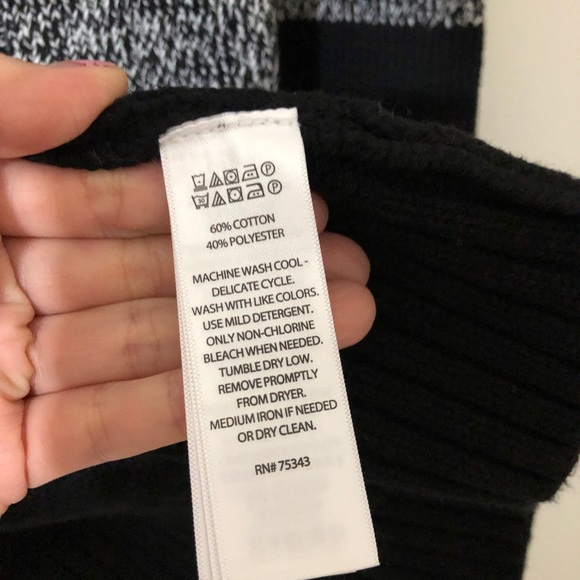 60% COTTON
40% POLYESTER
MACHINE WASH COOL -
DELICATE CYCLE.
WASH WITH LIKE COLORS.
USE MILD DETERGENT.
ONLY NON-CHLORINE
BLEACH WHEN NEEDED.
TUMBLE DRY LOW.
REMOVE PROMPTLY
FROM DRYER.
MEDIUM IRON IF NEEDED
OR DRY CLEAN.
RN# 75343